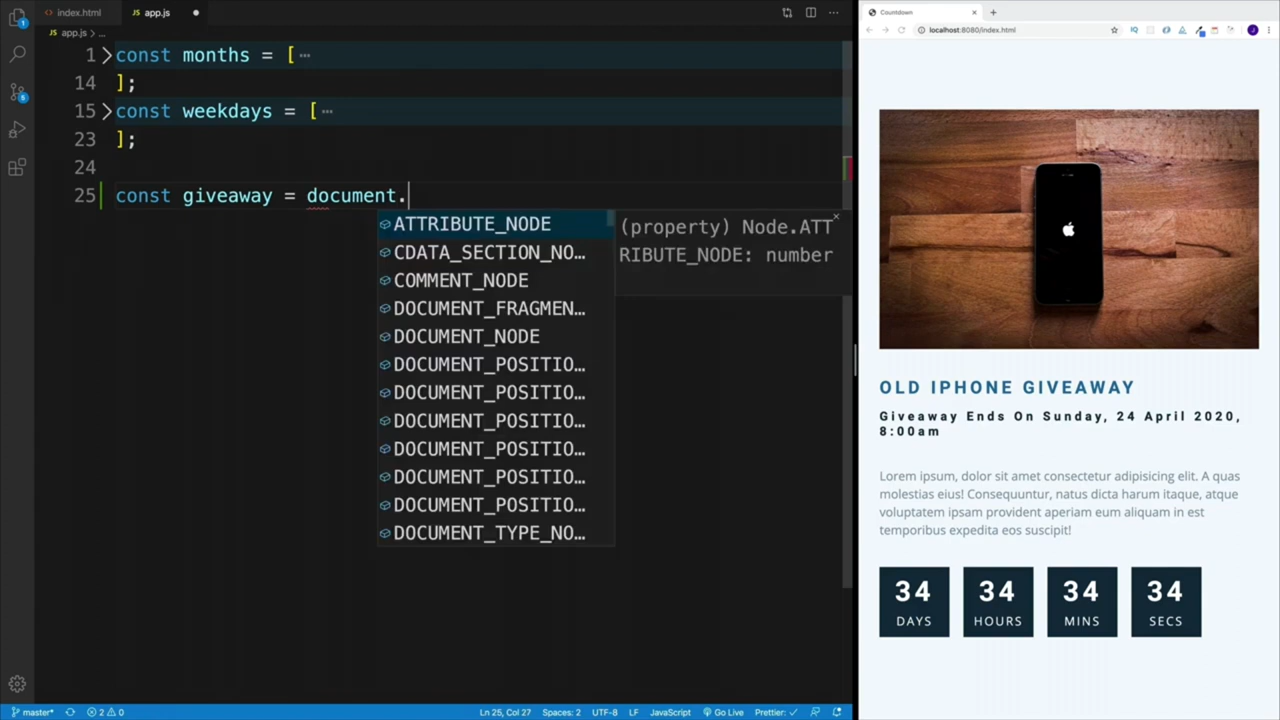 index.html
app.js
app.js > ...
1 const months = [ ⋯
14 ];
15 const weekdays = [ ⋯
23 ];
24
25 const giveaway = document.
ATTRIBUTE_NODE
CDATA_SECTION_NO…
COMMENT_NODE
DOCUMENT_FRAGMEN…
DOCUMENT_NODE
DOCUMENT_POSITIO…
DOCUMENT_POSITIO…
DOCUMENT_POSITIO…
DOCUMENT_POSITIO…
DOCUMENT_POSITIO…
DOCUMENT_POSITIO…
DOCUMENT_TYPE_NO…
(property) Node.ATT
RIBUTE_NODE: number
1
5
master*
2 0
Ln 25, Col 27
Spaces: 2
UTF-8
LF
JavaScript
Go Live
Prettier: ✓
Countdown
localhost:8080/index.html
J
OLD IPHONE GIVEAWAY
Giveaway Ends On Sunday, 24 April 2020,
8:00am
Lorem ipsum, dolor sit amet consectetur adipisicing elit. A quas
molestias eius! Consequuntur, natus dicta harum itaque, atque
voluptatem ipsam provident aperiam eum aliquam in est
temporibus expedita eos suscipit!
34 34 34 34
DAYS HOURS MINS SECS